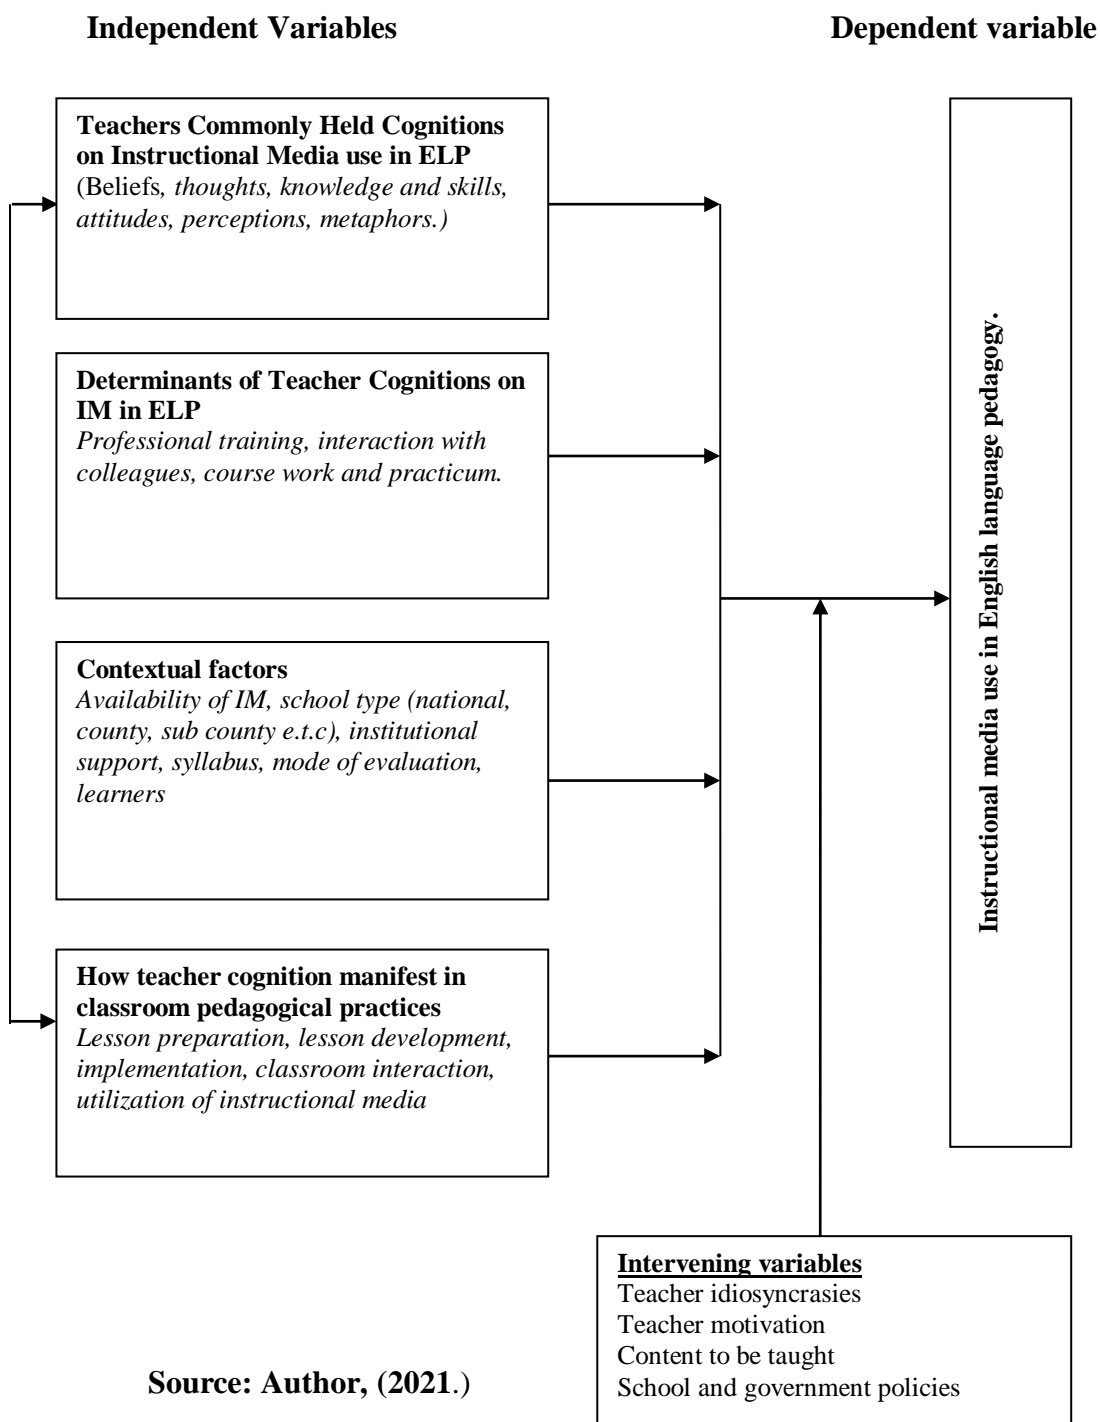 Independent Variables
Dependent variable
Teachers Commonly Held Cognitions
on Instructional Media use in ELP
(Beliefs, thoughts, knowledge and skills,
attitudes, perceptions, metaphors.)
Determinants of Teacher Cognitions on
IM in ELP
Professional training, interaction with
colleagues, course work and practicum.
Contextual factors
Availability of IM, school type (national,
county, sub county e.t.c), institutional
support, syllabus, mode of evaluation,
learners
How teacher cognition manifest in
classroom pedagogical practices
Lesson preparation, lesson development,
implementation, classroom interaction,
utilization of instructional media
Instructional media use in English language pedagogy.
Intervening variables
Teacher idiosyncrasies
Teacher motivation
Content to be taught
School and government policies
Source: Author, (2021.)